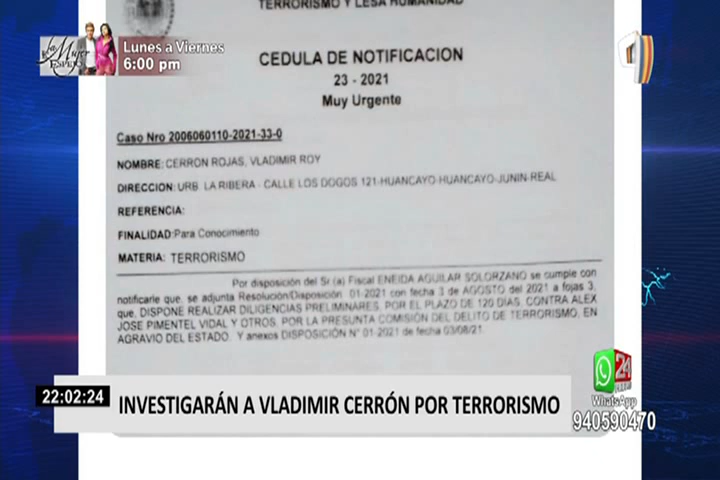 TERRORISMO Y LESA HUMANIDAD
La Mujer
Lunes a Viernes
6:00 pm
CEDULA DE NOTIFICACION
23 - 2021
Muy Urgente
Caso Nro 2006060110-2021-33-0
NOMBRE: CERRON ROJAS, VLADIMIR ROY
DIRECCION: URB. LA RIBERA - CALLE LOS DOGOS 121-HUANCAYO-HUANCAYO-JUNIN-REAL
REFERENCIA:
FINALIDAD: Para Conocimiento
MATERIA: TERRORISMO
Por disposición del Sr (a) Fiscal ENEIDA AGUILAR SOLORZANO se cumple con
notificarle que, se adjunta Resolución/Disposición 01-2021 con fecha 3 de AGOSTO del 2021 a fojas 3,
que, DISPONE REALIZAR DILIGENCIAS PRELIMINARES, POR EL PLAZO DE 120 DÍAS, CONTRA ALEX
JOSE PIMENTEL VIDAL Y OTROS, POR LA PRESUNTA COMISIÓN DEL DELITO DE TERRORISMO, EN
AGRAVIO DEL ESTADO. Y anexos DISPOSICIÓN N° 01-2021 de fecha 03/08/21.
24
22:02:24
INVESTIGARÁN A VLADIMIR CERRÓN POR TERRORISMO
WhatsApp
940590470